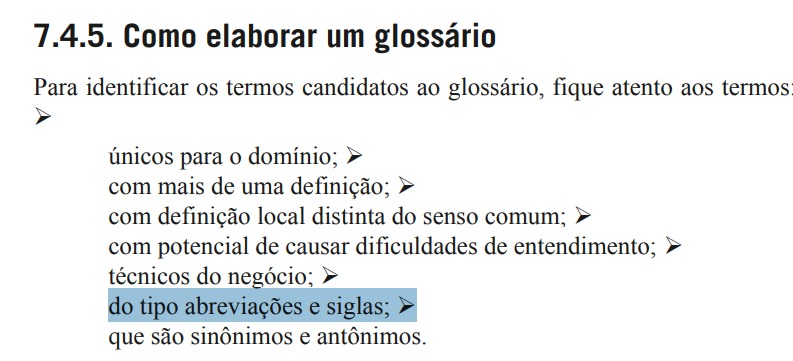 7.4.5. Como elaborar um glossário
Para identificar os termos candidatos ao glossário, fique atento aos termos:
➢
únicos para o domínio; ➢
com mais de uma definição; ➢
com definição local distinta do senso comum; ➢
com potencial de causar dificuldades de entendimento; ➢
técnicos do negócio; ➢
do tipo abreviações e siglas; ➢
que são sinônimos e antônimos.